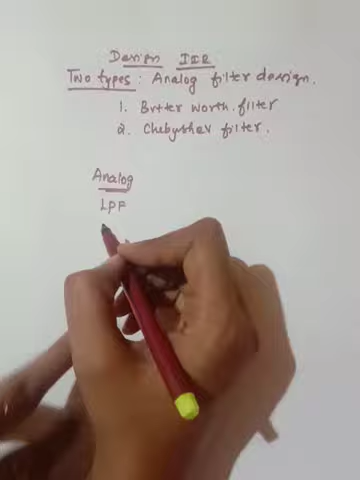 Design IIR
Two types: Analog filter design.
1. Butter worth. filter
2. Chebyshev filter.
Analog
LPF